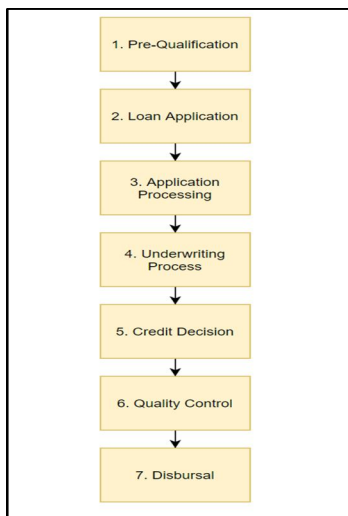 1. Pre-Qualification
2. Loan Application
3. Application
Processing
4. Underwriting
Process
5. Credit Decision
6. Quality Control
7. Disbursal